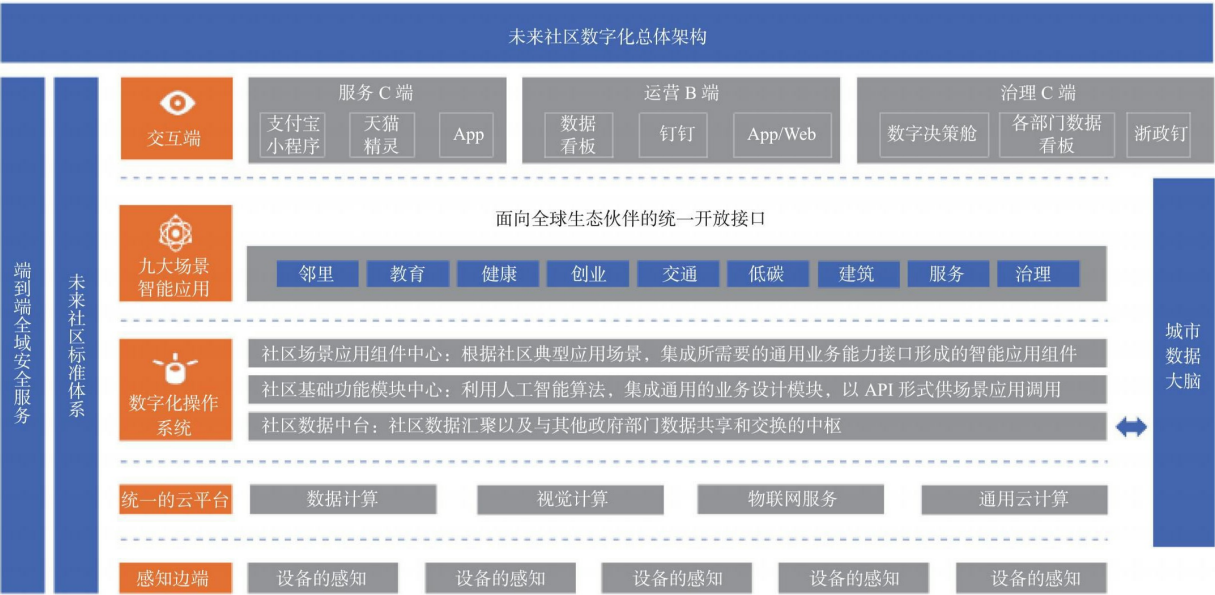 未来社区数字化总体架构
端到端全域安全服务
未来社区标准体系
交互端
服务 C 端
支付宝
小程序
天猫
精灵
App
运营 B 端
数据
看板
钉钉
App/Web
治理 C 端
数字决策舱
各部门数据
看板
浙政钉
九大场景
智能应用
面向全球生态伙伴的统一开放接口
邻里
教育
健康
创业
交通
低碳
建筑
服务
治理
数字化操作
系统
社区场景应用组件中心：根据社区典型应用场景，集成所需要的通用业务能力接口形成的智能应用组件
社区基础功能模块中心：利用人工智能算法，集成通用的业务设计模块，以 API 形式供场景应用调用
社区数据中台：社区数据汇聚以及与其他政府部门数据共享和交换的中枢
统一的云平台
数据计算
视觉计算
物联网服务
通用云计算
感知边端
设备的感知
设备的感知
设备的感知
设备的感知
设备的感知
城市
数据
大脑